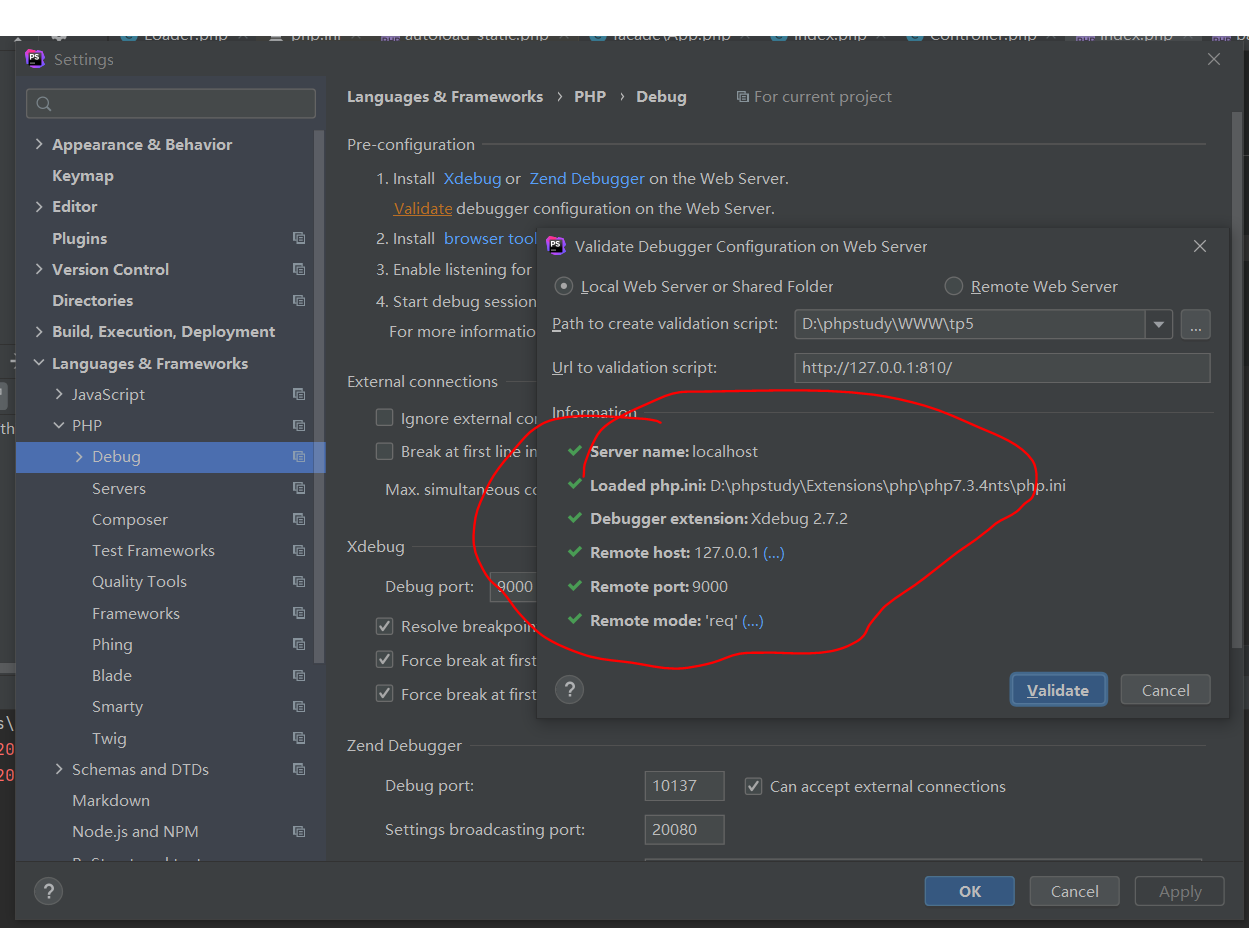 Loader.php
php.ini
autoload-static.php
facade\App.php
index.php
Controller.php
index.php
PS Settings
Languages & Frameworks › PHP › Debug For current project
Appearance & Behavior
Keymap
Editor
Plugins
Version Control
Directories
Build, Execution, Deployment
Languages & Frameworks
JavaScript
PHP
Debug
Servers
Composer
Test Frameworks
Quality Tools
Frameworks
Phing
Blade
Smarty
Twig
Schemas and DTDs
Markdown
Node.js and NPM
Pre-configuration
1. Install Xdebug or Zend Debugger on the Web Server.
Validate debugger configuration on the Web Server.
2. Install browser tool
3. Enable listening for
4. Start debug session
For more informatio
External connections
Ignore external co
Break at first line in
Max. simultaneous co
Xdebug
Debug port: 9000
Resolve breakpoin
Force break at first
Force break at first
Zend Debugger
Debug port: 10137 Can accept external connections
Settings broadcasting port: 20080
PS Validate Debugger Configuration on Web Server
Local Web Server or Shared Folder Remote Web Server
Path to create validation script: D:\phpstudy\WWW\tp5 ...
Url to validation script: http://127.0.0.1:810/
Information
Server name: localhost
Loaded php.ini: D:\phpstudy\Extensions\php\php7.3.4nts\php.ini
Debugger extension: Xdebug 2.7.2
Remote host: 127.0.0.1 (...)
Remote port: 9000
Remote mode: 'req' (...)
? Validate Cancel
? OK Cancel Apply
th
s\
20
20